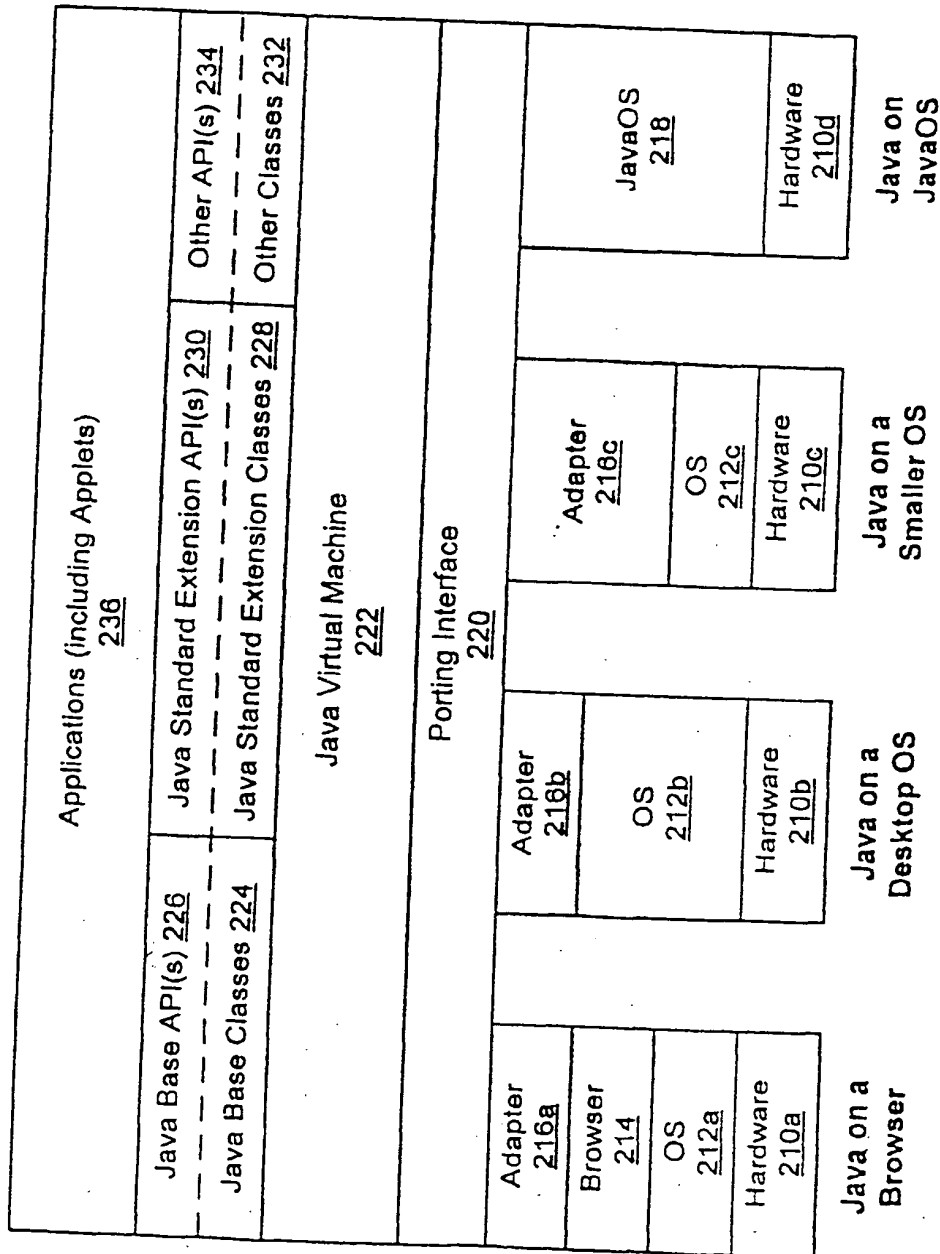 Applications (including Applets)
236
Java Base API(s) 226
Java Standard Extension API(s) 230
Other API(s) 234
Java Base Classes 224
Java Standard Extension Classes 228
Other Classes 232
Java Virtual Machine
222
Porting Interface
220
Adapter
216a
Browser
214
OS
212a
Hardware
210a
Java on a
Browser
Adapter
216b
OS
212b
Hardware
210b
Java on a
Desktop OS
Adapter
216c
OS
212c
Hardware
210c
Java on a
Smaller OS
JavaOS
218
Hardware
210d
Java on
JavaOS